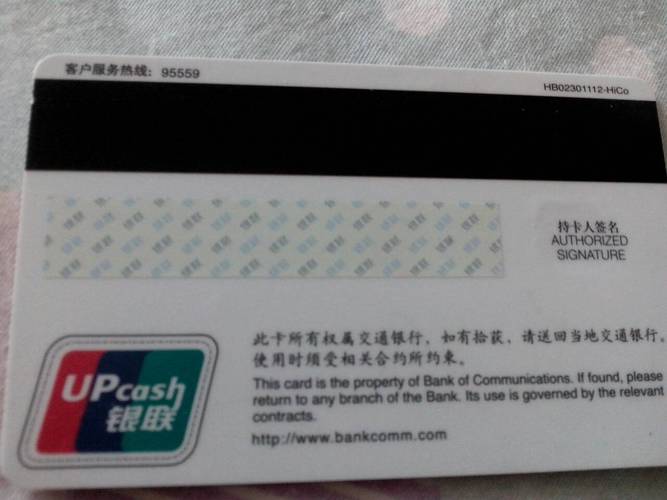 客户服务热线：95559
HB02301112-HiCo
持卡人签名
AUTHORIZED
SIGNATURE
此卡所有权属交通银行，如有拾获，请送回当地交通银行。
使用时须受相关合约所约束。
This card is the property of Bank of Communications. If found, please
return to any branch of the Bank. Its use is governed by the relevant
contracts.
http://www.bankcomm.com
UPcash
银联